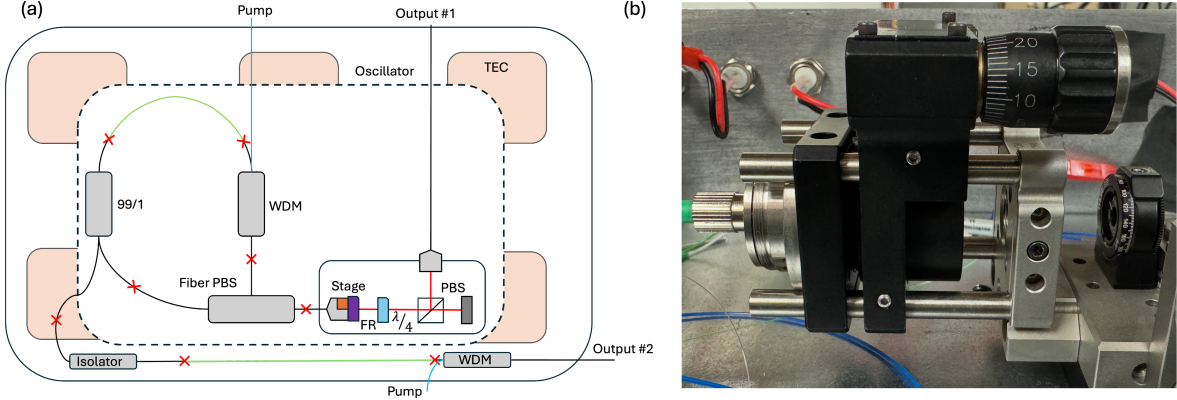 (a)
Pump
Output #1
(b)
Oscillator
TEC
99/1
WDM
Fiber PBS
Stage
PBS
FR
λ/4
Isolator
WDM
Output #2
Pump
20
15
10